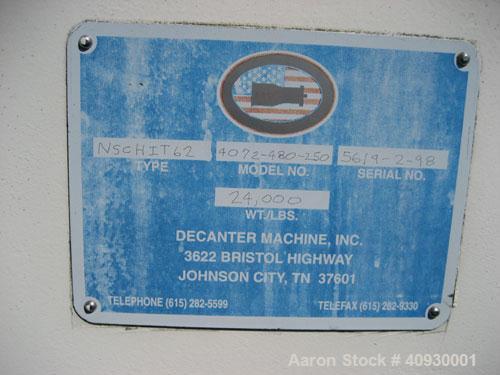 NSCHIT62 4072-480-250 5619-2-98
TYPE MODEL NO. SERIAL NO.
24,000
WT./LBS.
DECANTER MACHINE, INC.
3622 BRISTOL HIGHWAY
JOHNSON CITY, TN 37601
TELEPHONE (615) 282-5599 TELEFAX (615) 282-9330
Aaron Stock # 40930001